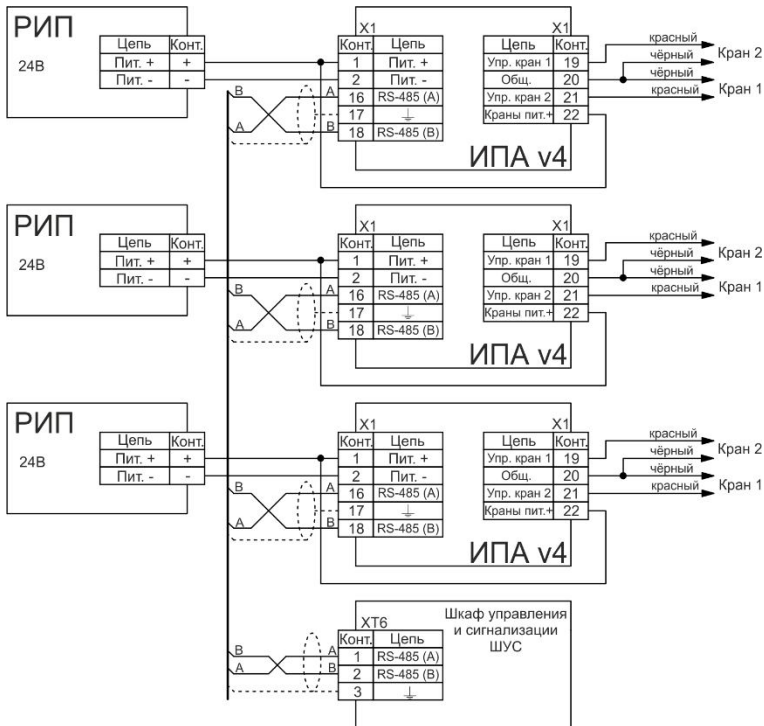 РИП
24В
Цепь Конт.
Пит. + +
Пит. - -
X1
Конт. Цепь
1 Пит. +
2 Пит. -
16 RS-485 (A)
17
18 RS-485 (B)
B
A
A
B
X1
Цепь Конт.
Упр. кран 1 19
Общ. 20
Упр. кран 2 21
Краны пит.+ 22
ИПА v4
красный
чёрный
Кран 2
чёрный
красный
Кран 1
РИП
24В
Цепь Конт.
Пит. + +
Пит. - -
X1
Конт. Цепь
1 Пит. +
2 Пит. -
16 RS-485 (A)
17
18 RS-485 (B)
B
A
A
B
X1
Цепь Конт.
Упр. кран 1 19
Общ. 20
Упр. кран 2 21
Краны пит.+ 22
ИПА v4
красный
чёрный
Кран 2
чёрный
красный
Кран 1
РИП
24В
Цепь Конт.
Пит. + +
Пит. - -
X1
Конт. Цепь
1 Пит. +
2 Пит. -
16 RS-485 (A)
17
18 RS-485 (B)
B
A
A
B
X1
Цепь Конт.
Упр. кран 1 19
Общ. 20
Упр. кран 2 21
Краны пит.+ 22
ИПА v4
красный
чёрный
Кран 2
чёрный
красный
Кран 1
XT6
Конт. Цепь
1 RS-485 (A)
2 RS-485 (B)
3
B
A
A
B
Шкаф управления
и сигнализации
ШУС